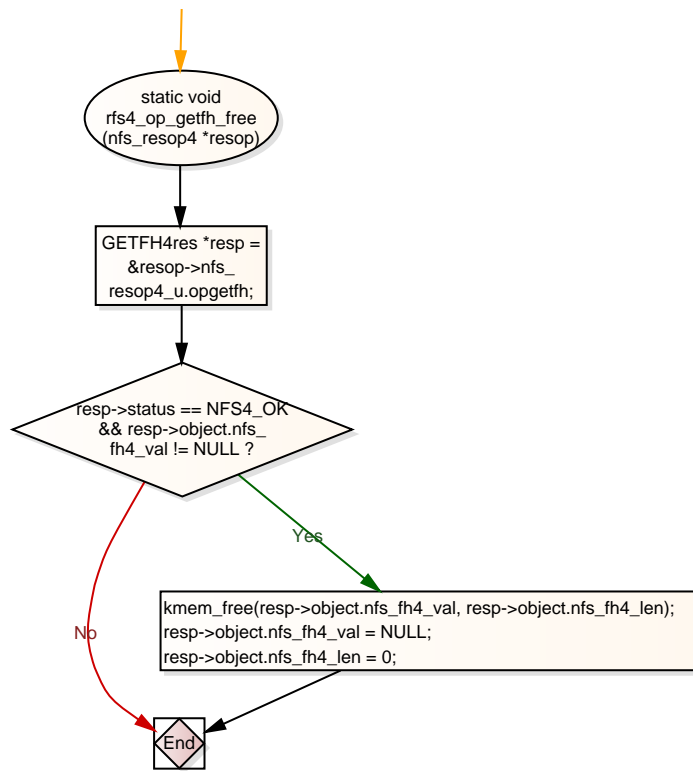 static void
rfs4_op_getfh_free
(nfs_resop4 *resop)
GETFH4res *resp =
&resop->nfs_
resop4_u.opgetfh;
resp->status == NFS4_OK
&& resp->object.nfs_
fh4_val != NULL ?
Yes
kmem_free(resp->object.nfs_fh4_val, resp->object.nfs_fh4_len);
resp->object.nfs_fh4_val = NULL;
resp->object.nfs_fh4_len = 0;
No
End